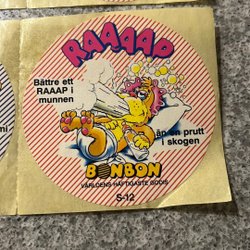 RAAAAP
Bättre ett
RAAAP i
munnen
än en prutt
i skogen
BONBON
VÄRLDENS HÄFTIGASTE GODIS
S-12